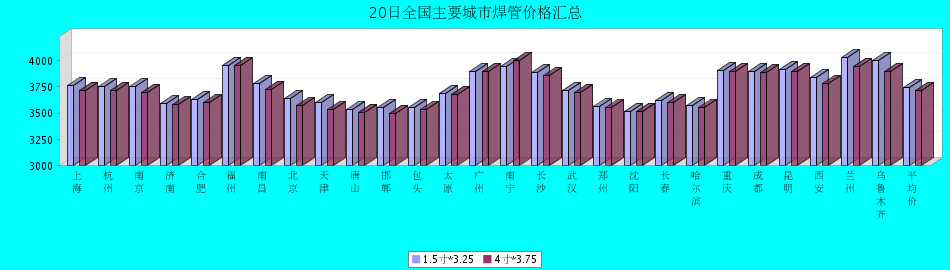 20日全国主要城市焊管价格汇总
4000
3750
3500
3250
3000
上海
杭州
南京
济南
合肥
福州
南昌
北京
天津
唐山
邯郸
包头
太原
广州
南宁
长沙
武汉
郑州
沈阳
长春
哈尔滨
重庆
成都
昆明
西安
兰州
乌鲁木齐
平均价
1.5寸*3.25 4寸*3.75